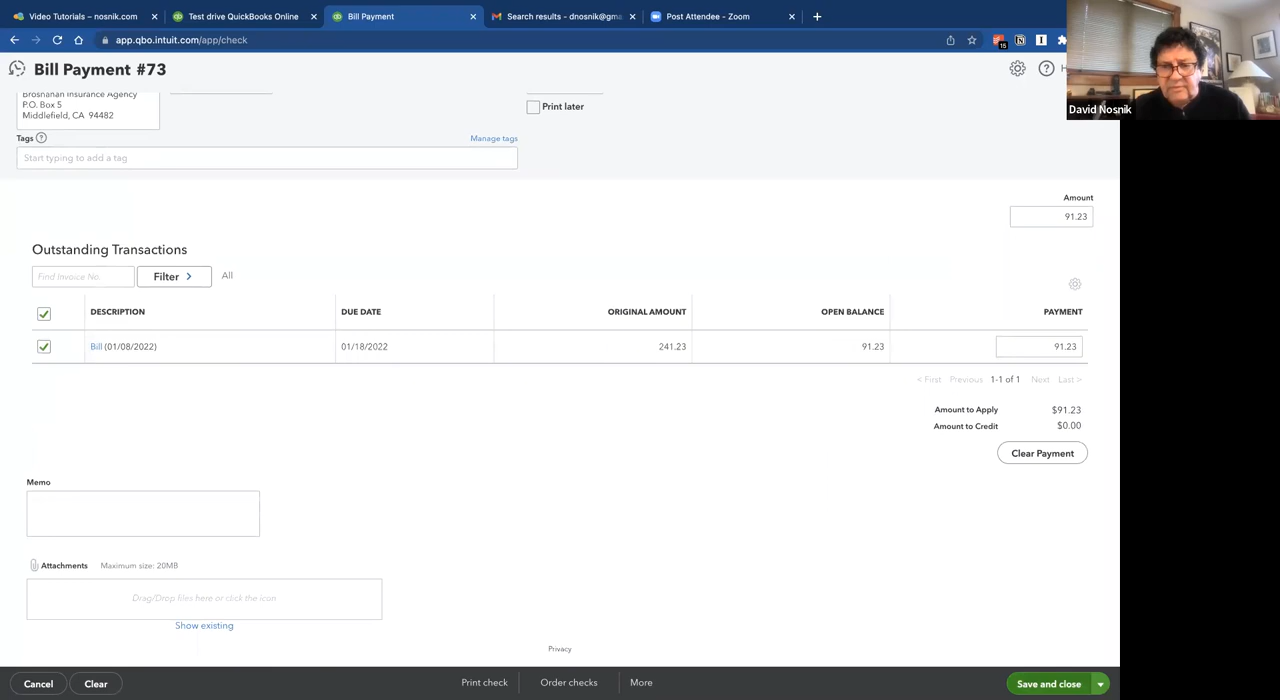 Video Tutorials – nosnik.com
Test drive QuickBooks Online
Bill Payment
Search results - dnosnik@gma
Post Attendee - Zoom
app.qbo.intuit.com/app/check
15
Bill Payment #73
David Nosnik
Brosnahan Insurance Agency
P.O. Box 5
Middlefield, CA 94482
Print later
Tags
Manage tags
Start typing to add a tag
Amount
91.23
Outstanding Transactions
Find Invoice No.
Filter >
All
DESCRIPTION DUE DATE ORIGINAL AMOUNT OPEN BALANCE PAYMENT
Bill (01/08/2022) 01/18/2022 241.23 91.23 91.23
< First Previous 1-1 of 1 Next Last >
Amount to Apply $91.23
Amount to Credit $0.00
Clear Payment
Memo
Attachments Maximum size: 20MB
Drag/Drop files here or click the icon
Show existing
Privacy
Cancel Clear Print check Order checks More Save and close